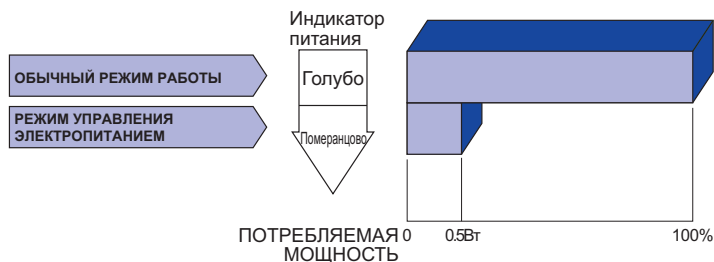 Индикатор
питания
ОБЫЧНЫЙ РЕЖИМ РАБОТЫ
Голубо
РЕЖИМ УПРАВЛЕНИЯ
ЭЛЕКТРОПИТАНИЕМ
Померанцово
ПОТРЕБЛЯЕМАЯ
МОЩНОСТЬ
0 0.5Вт 100%